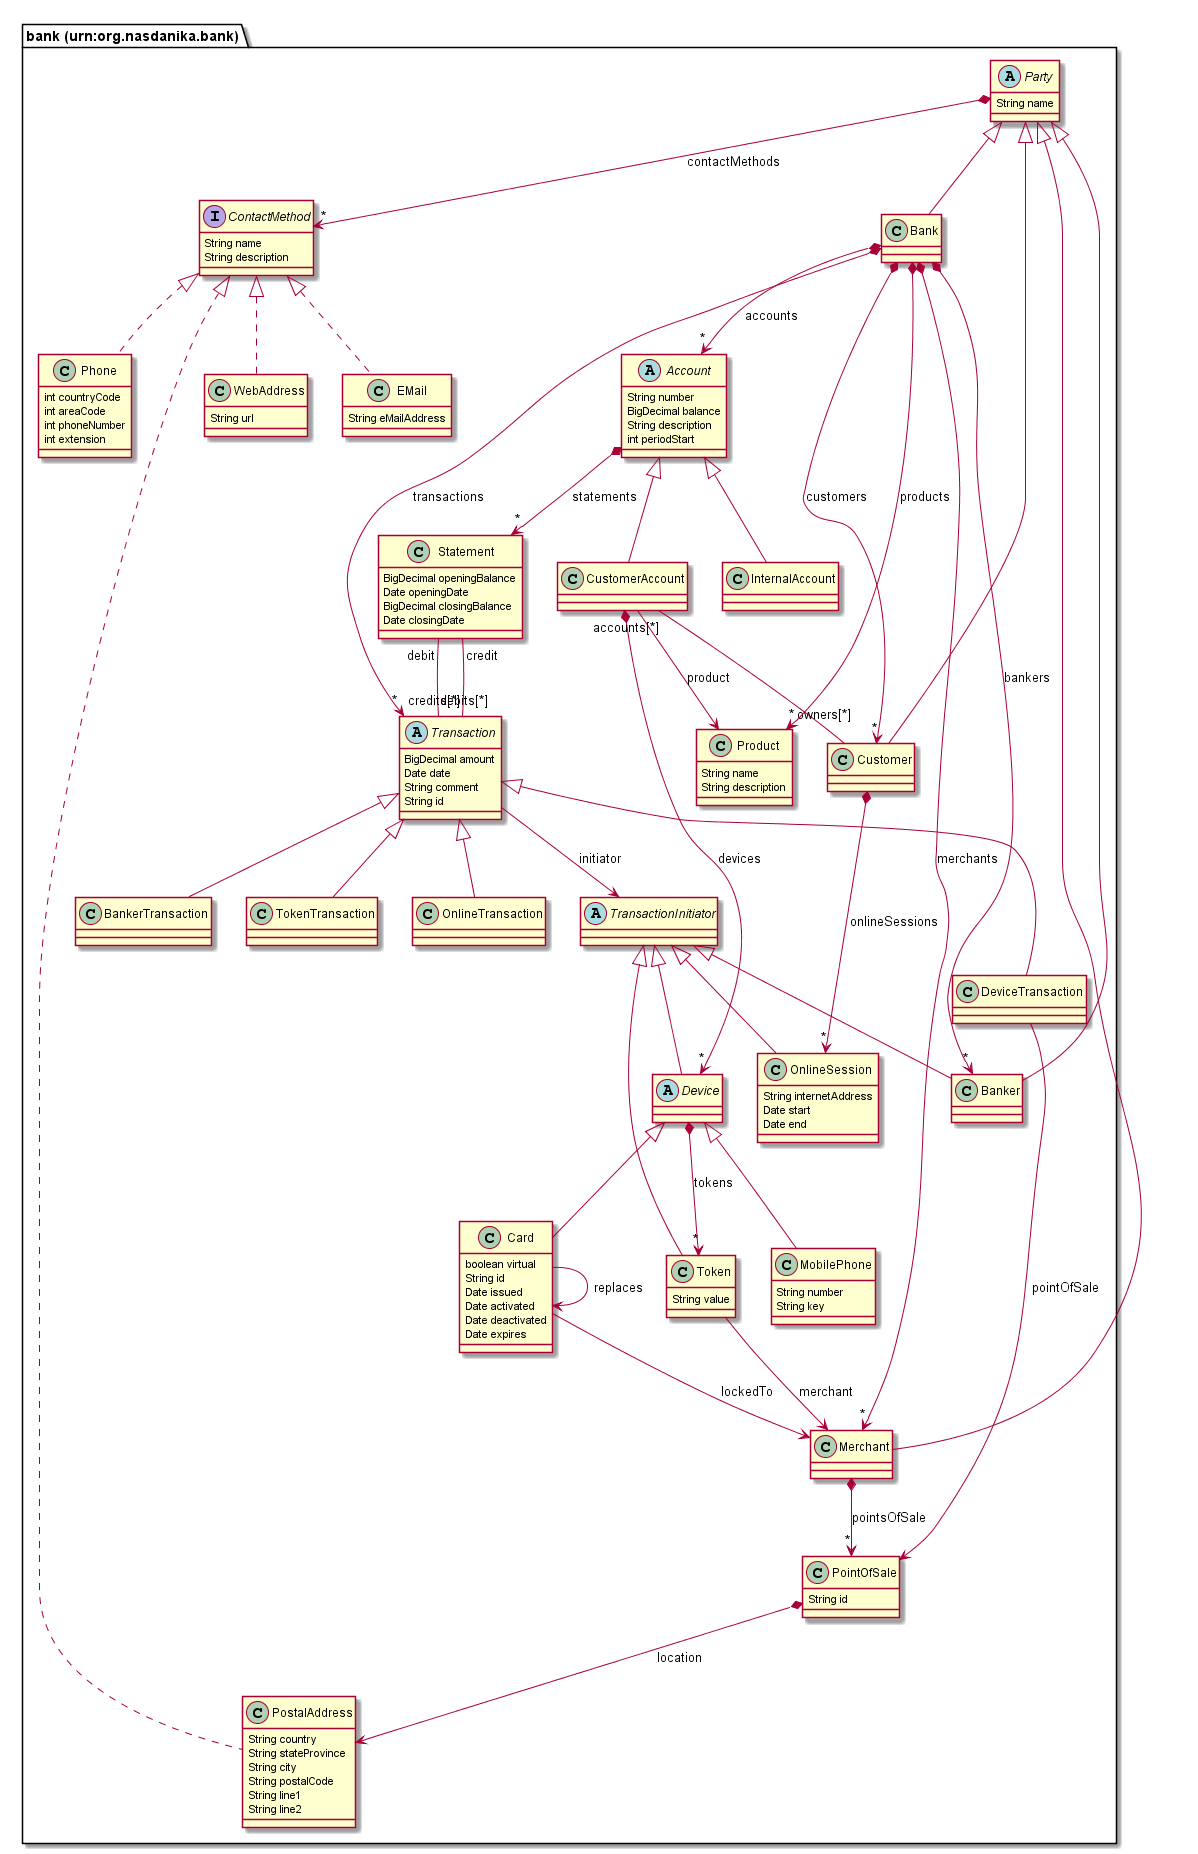 bank (urn:org.nasdanika.bank)
A Party
String name
contactMethods
*
I ContactMethod
String name
String description
C Bank
accounts
*
C Phone
int countryCode
int areaCode
int phoneNumber
int extension
C WebAddress
String url
C EMail
String eMailAddress
A Account
String number
BigDecimal balance
String description
int periodStart
transactions
statements
customers
products
*
C Statement
BigDecimal openingBalance
Date openingDate
BigDecimal closingBalance
Date closingDate
C CustomerAccount
C InternalAccount
accounts[*]
debit
credit
product
bankers
*
credits[*]
debits[*]
* owners[*]
*
A Transaction
BigDecimal amount
Date date
String comment
String id
C Product
String name
String description
C Customer
initiator
devices
merchants
C BankerTransaction
C TokenTransaction
C OnlineTransaction
A TransactionInitiator
onlineSessions
C DeviceTransaction
*
*
*
A Device
C OnlineSession
String internetAddress
Date start
Date end
C Banker
tokens
*
C Card
boolean virtual
String id
Date issued
Date activated
Date deactivated
Date expires
replaces
C Token
String value
C MobilePhone
String number
String key
pointOfSale
lockedTo
merchant
*
C Merchant
pointsOfSale
*
C PointOfSale
String id
location
C PostalAddress
String country
String stateProvince
String city
String postalCode
String line1
String line2